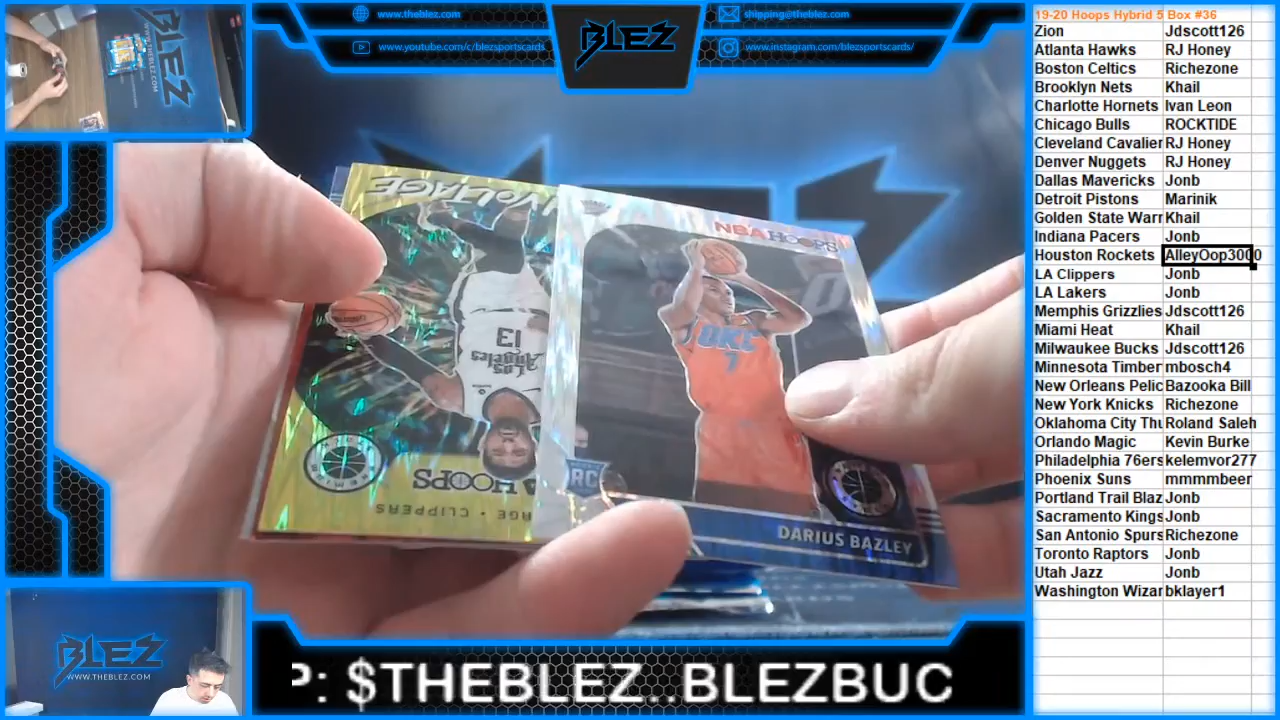 www.theblez.com
www.youtube.com/c/blezsportscards/
BLEZ
shipping@theblez.com
www.instagram.com/blezsportscards/
BLEZ
NBA HOOPS
OKC
7
RC
DARIUS BAZLEY
VOLTAGE
13
Los Angeles
HOOPS
CLIPPERS
BLEZ
WWW.THEBLEZ.COM
P: $THEBLEZ..BLEZBUC
19-20 Hoops Hybrid 5 Box #36
Zion Jdscott126
Atlanta Hawks RJ Honey
Boston Celtics Richezone
Brooklyn Nets Khail
Charlotte Hornets Ivan Leon
Chicago Bulls ROCKTIDE
Cleveland Cavalier RJ Honey
Denver Nuggets RJ Honey
Dallas Mavericks Jonb
Detroit Pistons Marinik
Golden State Warr Khail
Indiana Pacers Jonb
Houston Rockets AlleyOop3000
LA Clippers Jonb
LA Lakers Jonb
Memphis Grizzlies Jdscott126
Miami Heat Khail
Milwaukee Bucks Jdscott126
Minnesota Timber mbosch4
New Orleans Pelic Bazooka Bill
New York Knicks Richezone
Oklahoma City Thu Roland Saleh
Orlando Magic Kevin Burke
Philadelphia 76ers kelemvor277
Phoenix Suns mmmmbeer
Portland Trail Blaz Jonb
Sacramento Kings Jonb
San Antonio Spurs Richezone
Toronto Raptors Jonb
Utah Jazz Jonb
Washington Wizar bklayer1